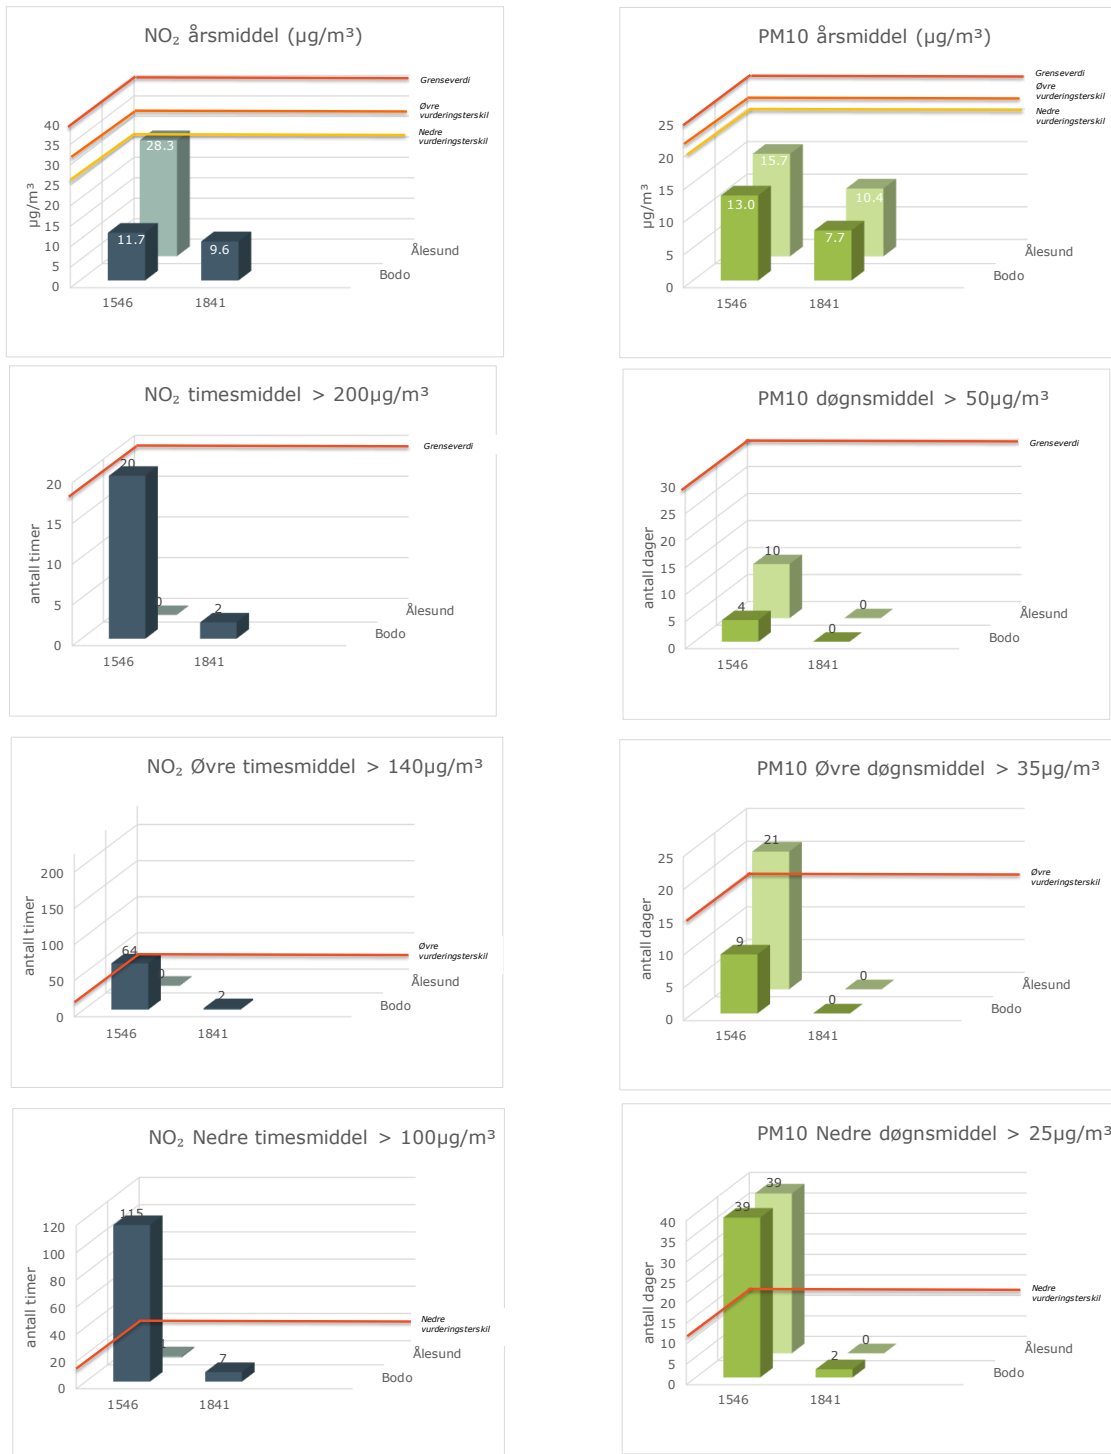 NO₂ årsmiddel (µg/m³)
Grenseverdi
Øvre
vurderingsterskil
Nedre
vurderingsterskil
µg/m³
40
35
30
25
20
15
10
5
0
28.3
11.7
9.6
Ålesund
Bodo
1546
1841
PM10 årsmiddel (µg/m³)
Grenseverdi
Øvre
vurderingsterskil
Nedre
vurderingsterskil
µg/m³
25
20
15
10
5
0
15.7
13.0
10.4
7.7
Ålesund
Bodo
1546
1841
NO₂ timesmiddel > 200µg/m³
Grenseverdi
antall timer
20
15
10
5
0
20
0
2
Ålesund
Bodo
1546
1841
PM10 døgnsmiddel > 50µg/m³
Grenseverdi
antall dager
30
25
20
15
10
5
0
10
4
0
0
Ålesund
Bodo
1546
1841
NO₂ Øvre timesmiddel > 140µg/m³
Øvre
vurderingsterskil
antall timer
200
150
100
50
0
64
0
2
Ålesund
Bodo
1546
1841
PM10 Øvre døgnsmiddel > 35µg/m³
Øvre
vurderingsterskil
antall dager
25
20
15
10
5
0
21
9
0
0
Ålesund
Bodo
1546
1841
NO₂ Nedre timesmiddel > 100µg/m³
Nedre
vurderingsterskil
antall timer
120
100
80
60
40
20
0
115
1
7
Ålesund
Bodo
1546
1841
PM10 Nedre døgnsmiddel > 25µg/m³
Nedre
vurderingsterskil
antall dager
40
35
30
25
20
15
10
5
0
39
39
0
2
Ålesund
Bodo
1546
1841